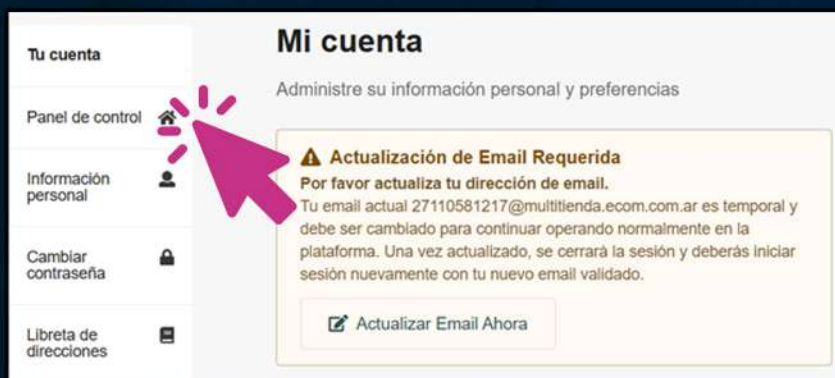 Tu cuenta
Panel de control
Información
personal
Cambiar
contraseña
Libreta de
direcciones
Mi cuenta
Administre su información personal y preferencias
Actualización de Email Requerida
Por favor actualiza tu dirección de email.
Tu email actual 27110581217@multitienda.ecom.com.ar es temporal y
debe ser cambiado para continuar operando normalmente en la
plataforma. Una vez actualizado, se cerrará la sesión y deberás iniciar
sesión nuevamente con tu nuevo email validado.
Actualizar Email Ahora